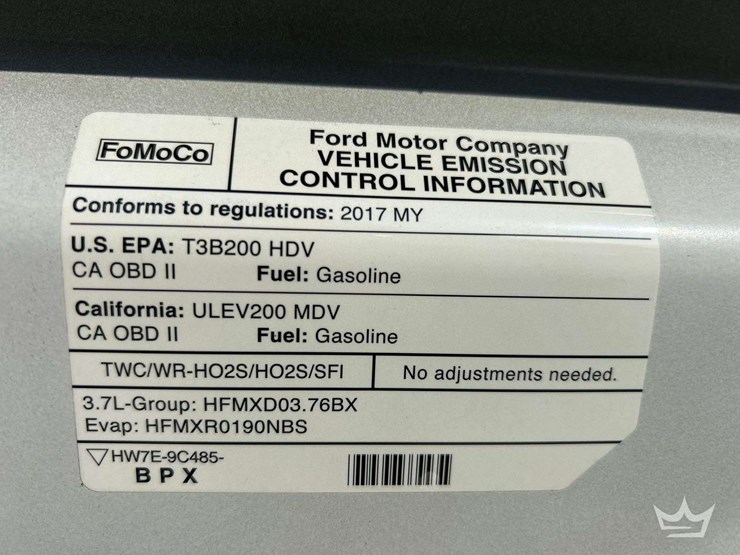 FoMoCo
Ford Motor Company
VEHICLE EMISSION
CONTROL INFORMATION
Conforms to regulations: 2017 MY
U.S. EPA: T3B200 HDV
CA OBD II Fuel: Gasoline
California: ULEV200 MDV
CA OBD II Fuel: Gasoline
TWC/WR-HO2S/HO2S/SFI No adjustments needed.
3.7L-Group: HFMXD03.76BX
Evap: HFMXR0190NBS
HW7E-9C485-
BPX